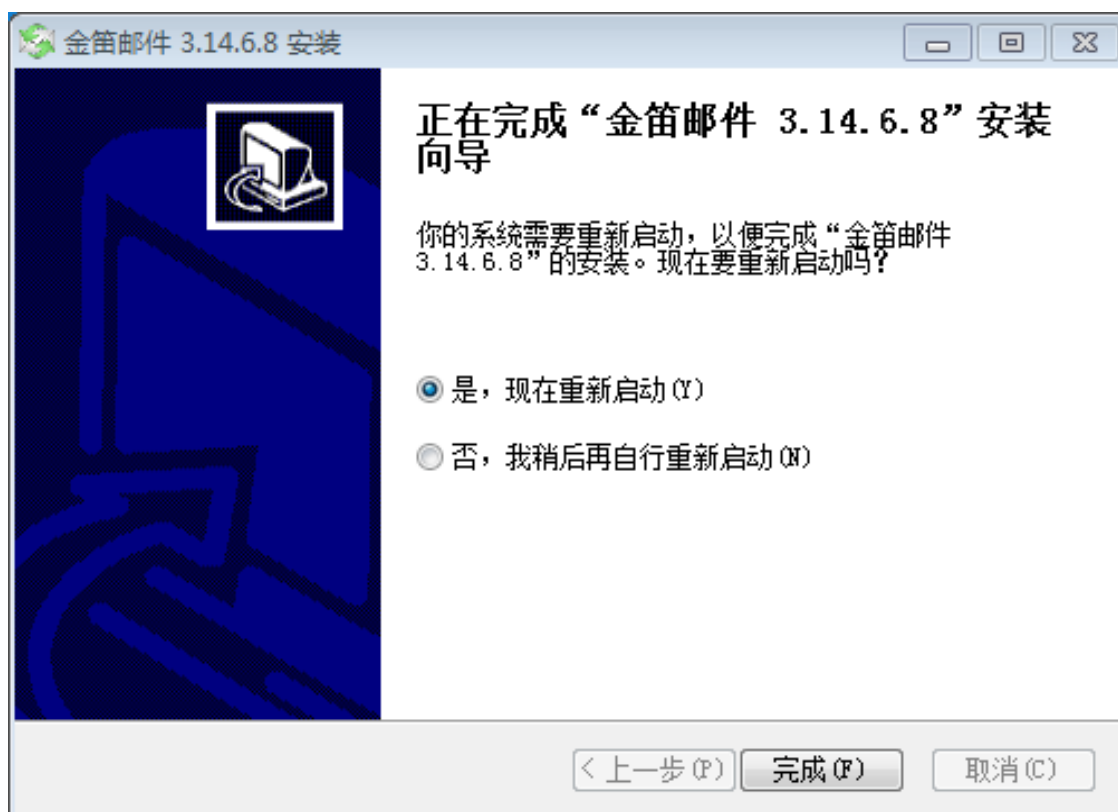 金笛邮件 3.14.6.8 安装
正在完成“金笛邮件 3.14.6.8”安装
向导
你的系统需要重新启动，以便完成“金笛邮件
3.14.6.8”的安装。现在要重新启动吗？
是，现在重新启动(Y)
否，我稍后再自行重新启动(N)
< 上一步(P)
完成(F)
取消(C)